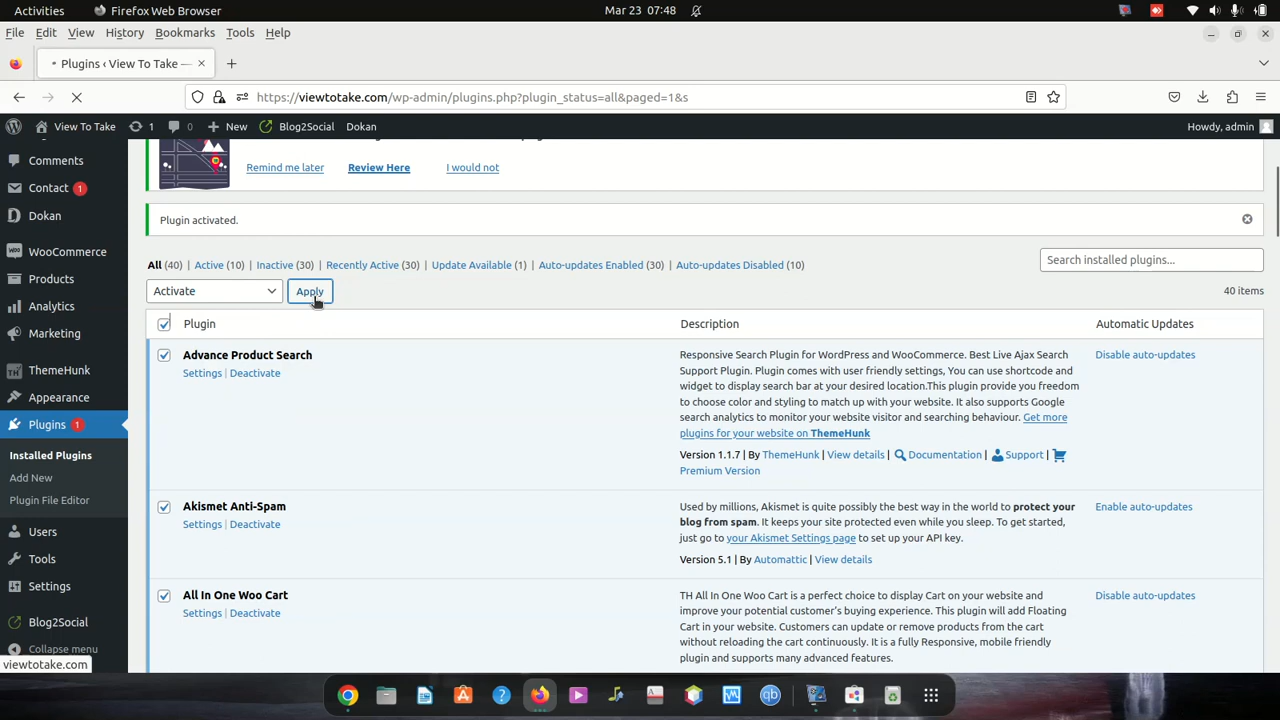 Activities
Firefox Web Browser
Mar 23 07:48
File Edit View History Bookmarks Tools Help
Plugins ‹ View To Take —
https://viewtotake.com/wp-admin/plugins.php?plugin_status=all&paged=1&s
View To Take 1 0 New Blog2Social Dokan Howdy, admin
Comments
Contact 1
Dokan
WooCommerce
Products
Analytics
Marketing
ThemeHunk
Appearance
Plugins 1
Installed Plugins
Add New
Plugin File Editor
Users
Tools
Settings
Blog2Social
Collapse menu
viewtotake.com
Remind me later Review Here I would not
Plugin activated.
All (40) | Active (10) | Inactive (30) | Recently Active (30) | Update Available (1) | Auto-updates Enabled (30) | Auto-updates Disabled (10)
Search installed plugins...
Activate Apply 40 items
Plugin Description Automatic Updates
Advance Product Search
Settings | Deactivate
Responsive Search Plugin for WordPress and WooCommerce. Best Live Ajax Search
Support Plugin. Plugin comes with user friendly settings, You can use shortcode and
widget to display search bar at your desired location.This plugin provide you freedom
to choose color and styling to match up with your website. It also supports Google
search analytics to monitor your website visitor and searching behaviour. Get more
plugins for your website on ThemeHunk
Version 1.1.7 | By ThemeHunk | View details | Documentation | Support |
Premium Version
Disable auto-updates
Akismet Anti-Spam
Settings | Deactivate
Used by millions, Akismet is quite possibly the best way in the world to protect your
blog from spam. It keeps your site protected even while you sleep. To get started,
just go to your Akismet Settings page to set up your API key.
Version 5.1 | By Automattic | View details
Enable auto-updates
All In One Woo Cart
Settings | Deactivate
TH All In One Woo Cart is a perfect choice to display Cart on your website and
improve your potential customer's buying experience. This plugin will add Floating
Cart in your website. Customers can update or remove products from the cart
without reloading the cart continuously. It is a fully Responsive, mobile friendly
plugin and supports many advanced features.
Disable auto-updates